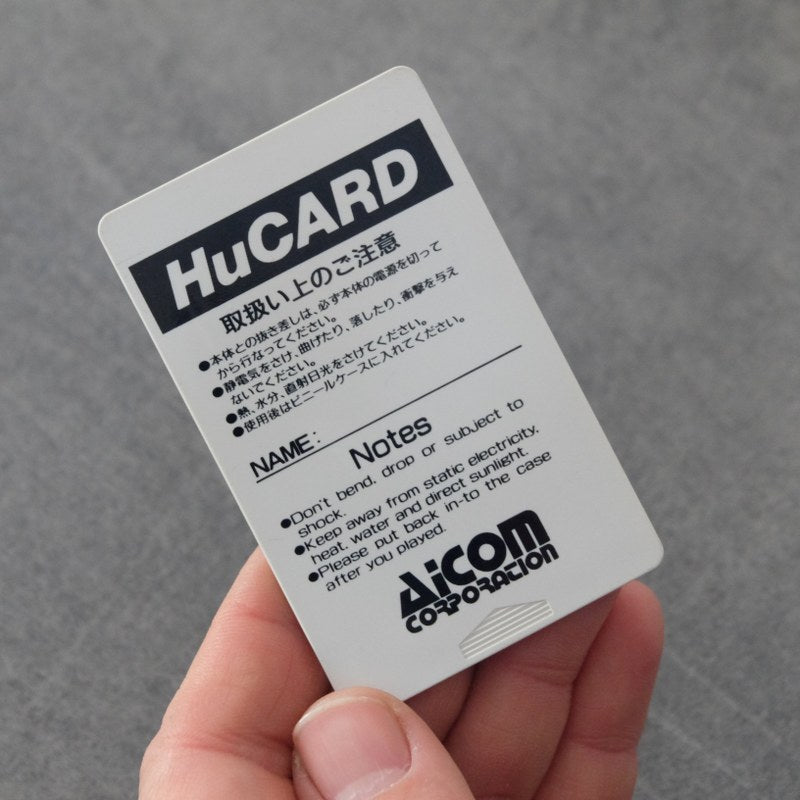 HuCARD
取扱い上のご注意
●本体との抜き差しは、必ず本体の電源を切って
から行なってください。
●静電気をさけ、曲げたり、落したり、衝撃を与え
ないでください。
●熱、水分、直射日光をさけてください。
●使用後はビニールケースに入れてください。
NAME:
Notes
●Don't bend, drop or subject to
shock.
●Keep away from static electricity,
heat, water and direct sunlight.
●Please put back in-to the case
after you played.
AiCOM
CORPORATION